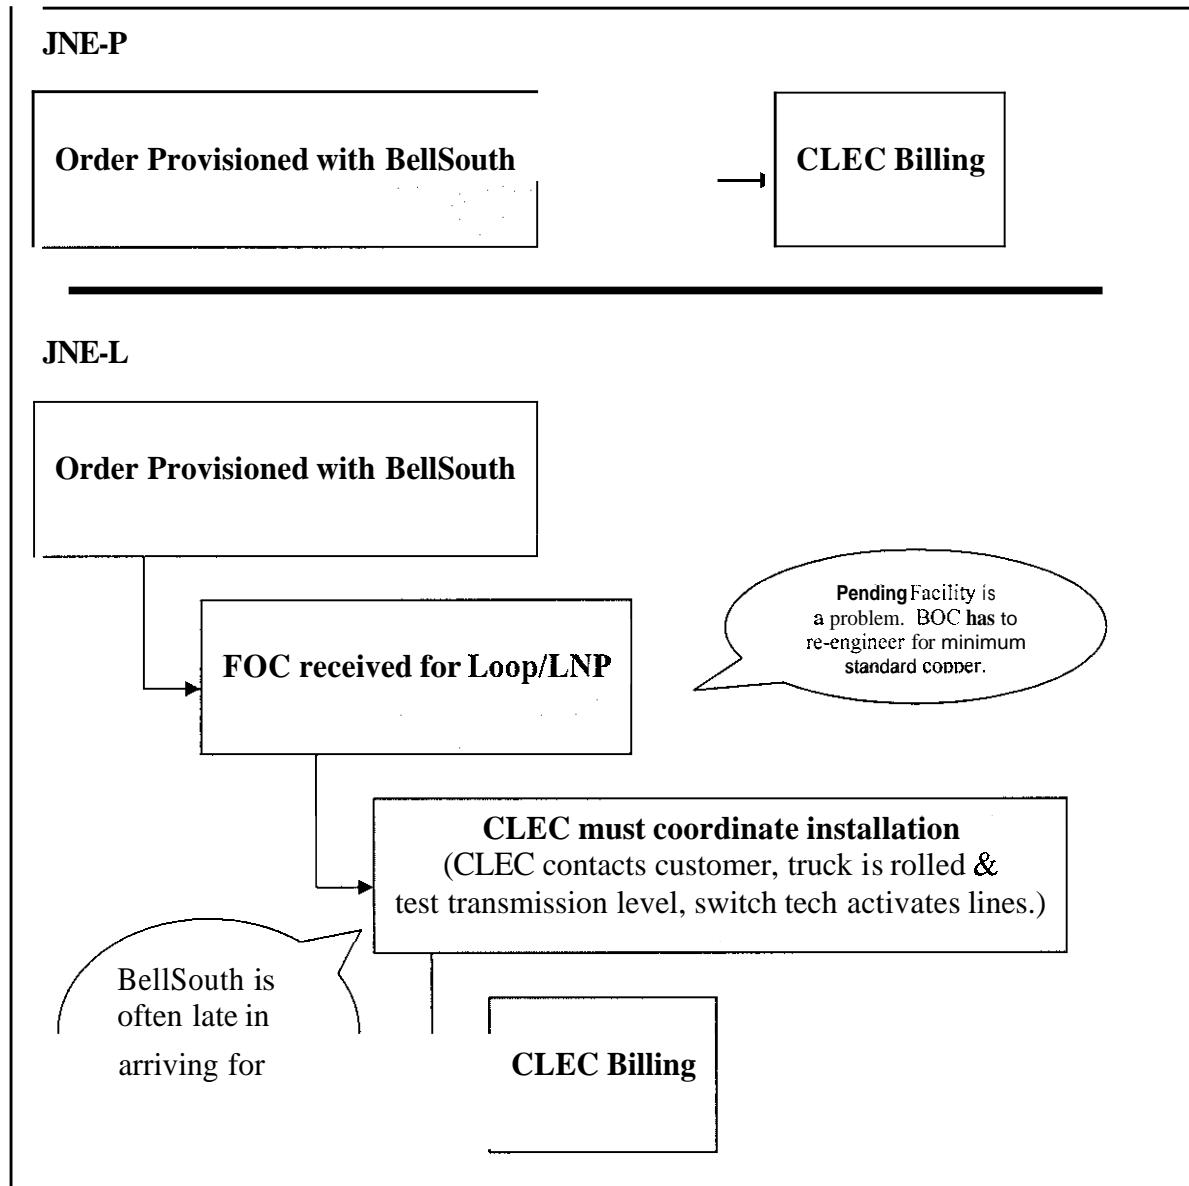 JNE-P
Order Provisioned with BellSouth
CLEC Billing
JNE-L
Order Provisioned with BellSouth
Pending Facility is
a problem. BOC has to
re-engineer for minimum
standard copper.
FOC received for Loop/LNP
CLEC must coordinate installation
(CLEC contacts customer, truck is rolled &
test transmission level, switch tech activates lines.)
BellSouth is
often late in
arriving for
CLEC Billing